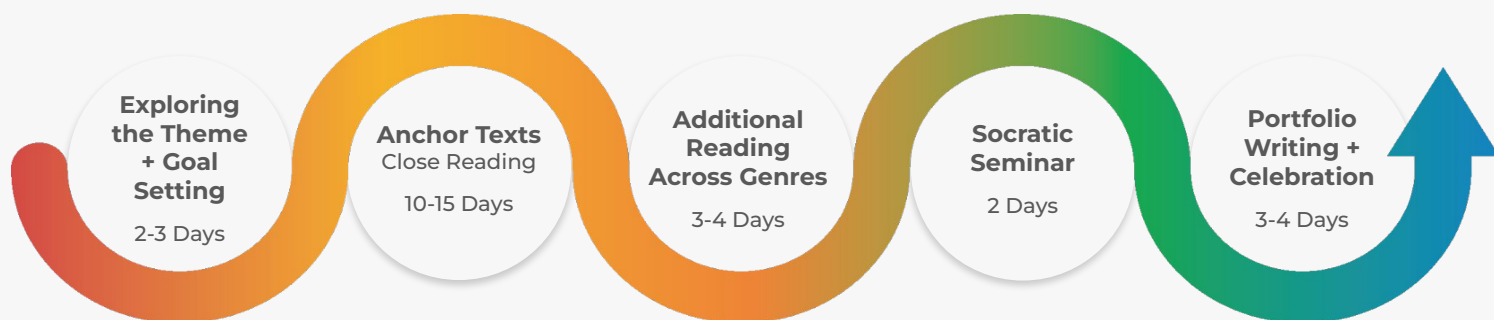 Exploring
the Theme
+ Goal
Setting
2-3 Days
Anchor Texts
Close Reading
10-15 Days
Additional
Reading
Across Genres
3-4 Days
Socratic
Seminar
2 Days
Portfolio
Writing +
Celebration
3-4 Days